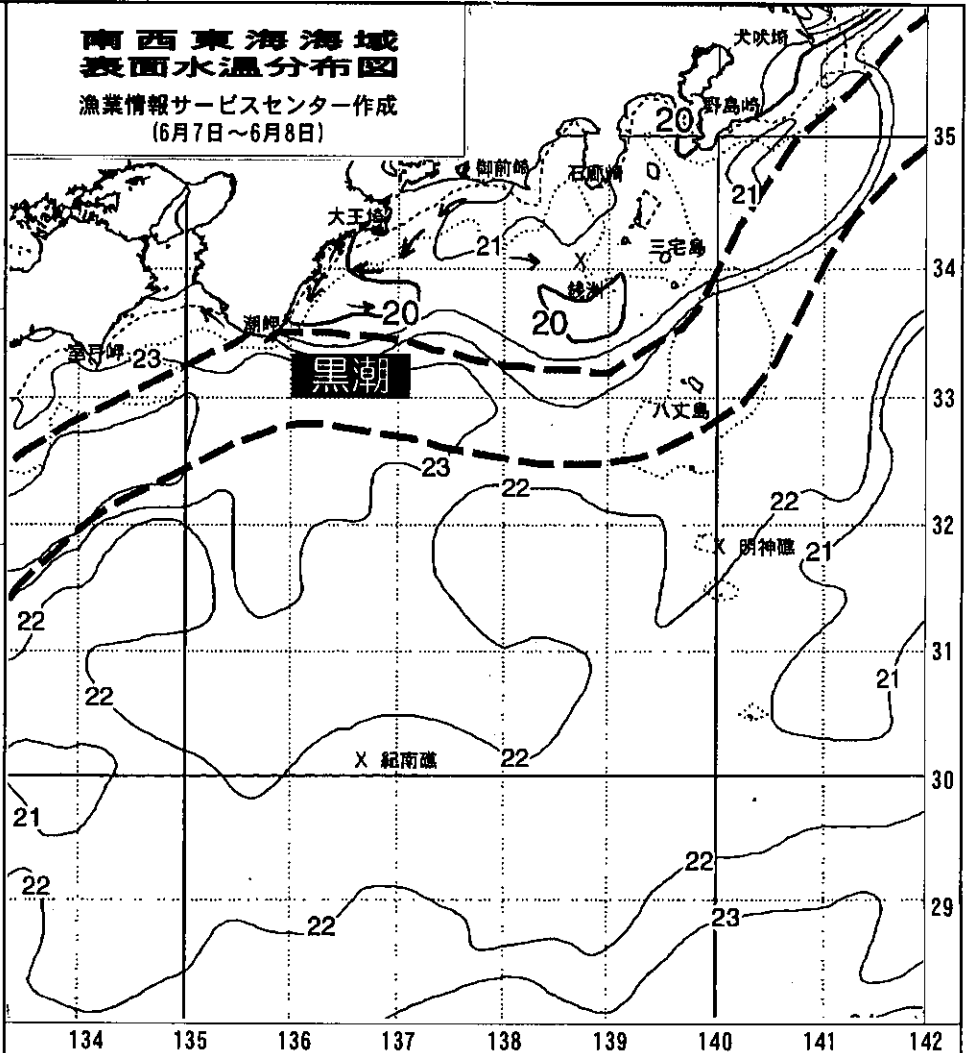 南西東海海域
表面水温分布図
漁業情報サービスセンター作成
(6月7日～6月8日)
犬吠埼
野島崎
20
35
御前崎
石廊崎
大王埼
21
21
三宅島
34
銭洲
20
20
潮岬
室戸岬
23
黒潮
33
八丈島
23
22
22
32
X 明神礁
21
22
31
21
22
X 紀南礁
22
30
21
22
22
29
22
23
134
135
136
137
138
139
140
141
142